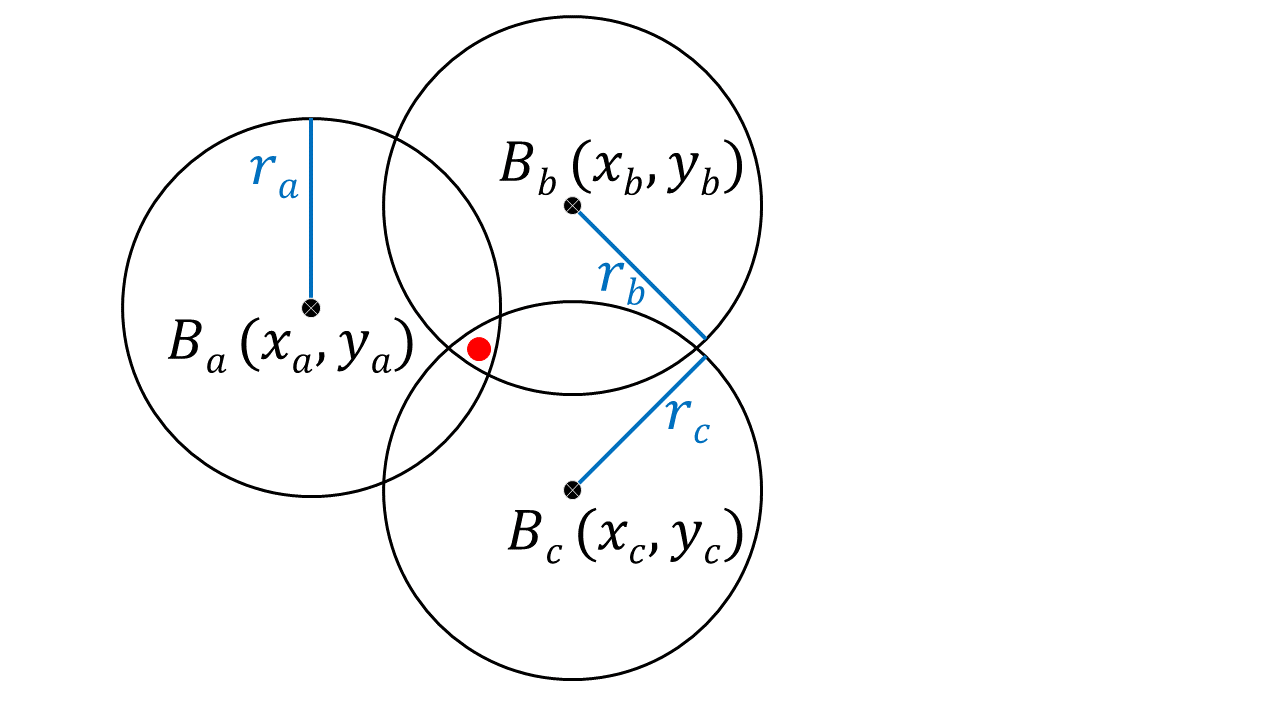 r_a
B_b (x_b, y_b)
r_b
B_a (x_a, y_a)
r_c
B_c (x_c, y_c)